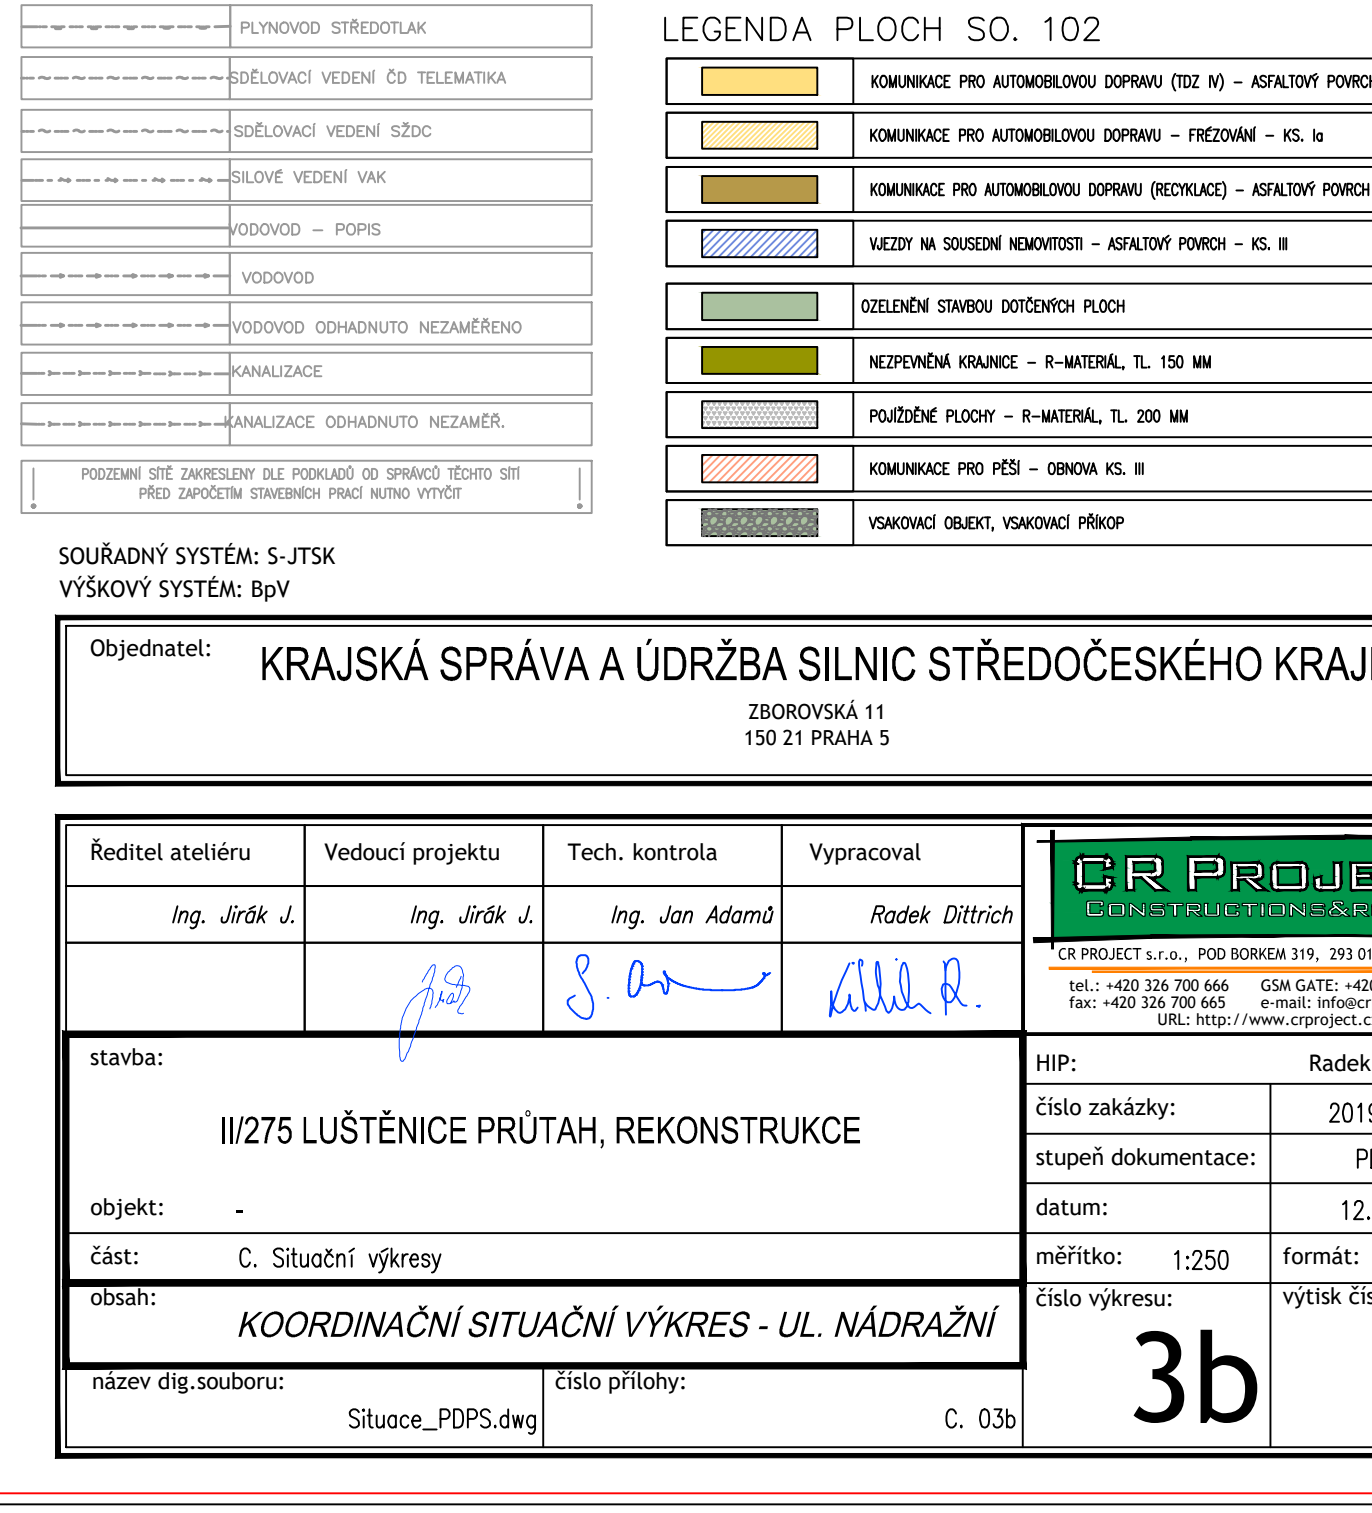 PLYNOVOD STŘEDOTLAK
SDĚLOVACÍ VEDENÍ ČD TELEMATIKA
SDĚLOVACÍ VEDENÍ SŽDC
SILOVÉ VEDENÍ VAK
VODOVOD – POPIS
VODOVOD
VODOVOD ODHADNUTO NEZAMĚŘENO
KANALIZACE
KANALIZACE ODHADNUTO NEZAMĚŘ.
! PODZEMNÍ SÍTĚ ZAKRESLENY DLE PODKLADŮ OD SPRÁVCŮ TĚCHTO SÍTÍ !
PŘED ZAPOČETÍM STAVEBNÍCH PRACÍ NUTNO VYTYČIT
LEGENDA PLOCH SO. 102
KOMUNIKACE PRO AUTOMOBILOVOU DOPRAVU (TDZ IV) – ASFALTOVÝ POVRCH
KOMUNIKACE PRO AUTOMOBILOVOU DOPRAVU – FRÉZOVÁNÍ – KS. Ia
KOMUNIKACE PRO AUTOMOBILOVOU DOPRAVU (RECYKLACE) – ASFALTOVÝ POVRCH
VJEZDY NA SOUSEDNÍ NEMOVITOSTI – ASFALTOVÝ POVRCH – KS. III
OZELENĚNÍ STAVBOU DOTČENÝCH PLOCH
NEZPEVNĚNÁ KRAJNICE – R–MATERIÁL, TL. 150 MM
POJÍŽDĚNÉ PLOCHY – R–MATERIÁL, TL. 200 MM
KOMUNIKACE PRO PĚŠÍ – OBNOVA KS. III
VSAKOVACÍ OBJEKT, VSAKOVACÍ PŘÍKOP
SOUŘADNÝ SYSTÉM: S-JTSK
VÝŠKOVÝ SYSTÉM: BpV
Objednatel: KRAJSKÁ SPRÁVA A ÚDRŽBA SILNIC STŘEDOČESKÉHO KRAJ
ZBOROVSKÁ 11
150 21 PRAHA 5
Ředitel ateliéru Vedoucí projektu Tech. kontrola Vypracoval
Ing. Jirák J. Ing. Jirák J. Ing. Jan Adamů Radek Dittrich
CR PROJE
CONSTRUCTIONS&R
CR PROJECT s.r.o., POD BORKEM 319, 293 01
tel.: +420 326 700 666 GSM GATE: +420
fax: +420 326 700 665 e-mail: info@cr
URL: http://www.crproject.c
stavba:
II/275 LUŠTĚNICE PRŮTAH, REKONSTRUKCE
objekt: -
část: C. Situační výkresy
obsah: KOORDINAČNÍ SITUAČNÍ VÝKRES - UL. NÁDRAŽNÍ
název dig.souboru: Situace_PDPS.dwg
číslo přílohy: C. 03b
HIP: Radek
číslo zakázky: 2019
stupeň dokumentace: P
datum: 12.
měřítko: 1:250 formát:
číslo výkresu: výtisk čís
3b